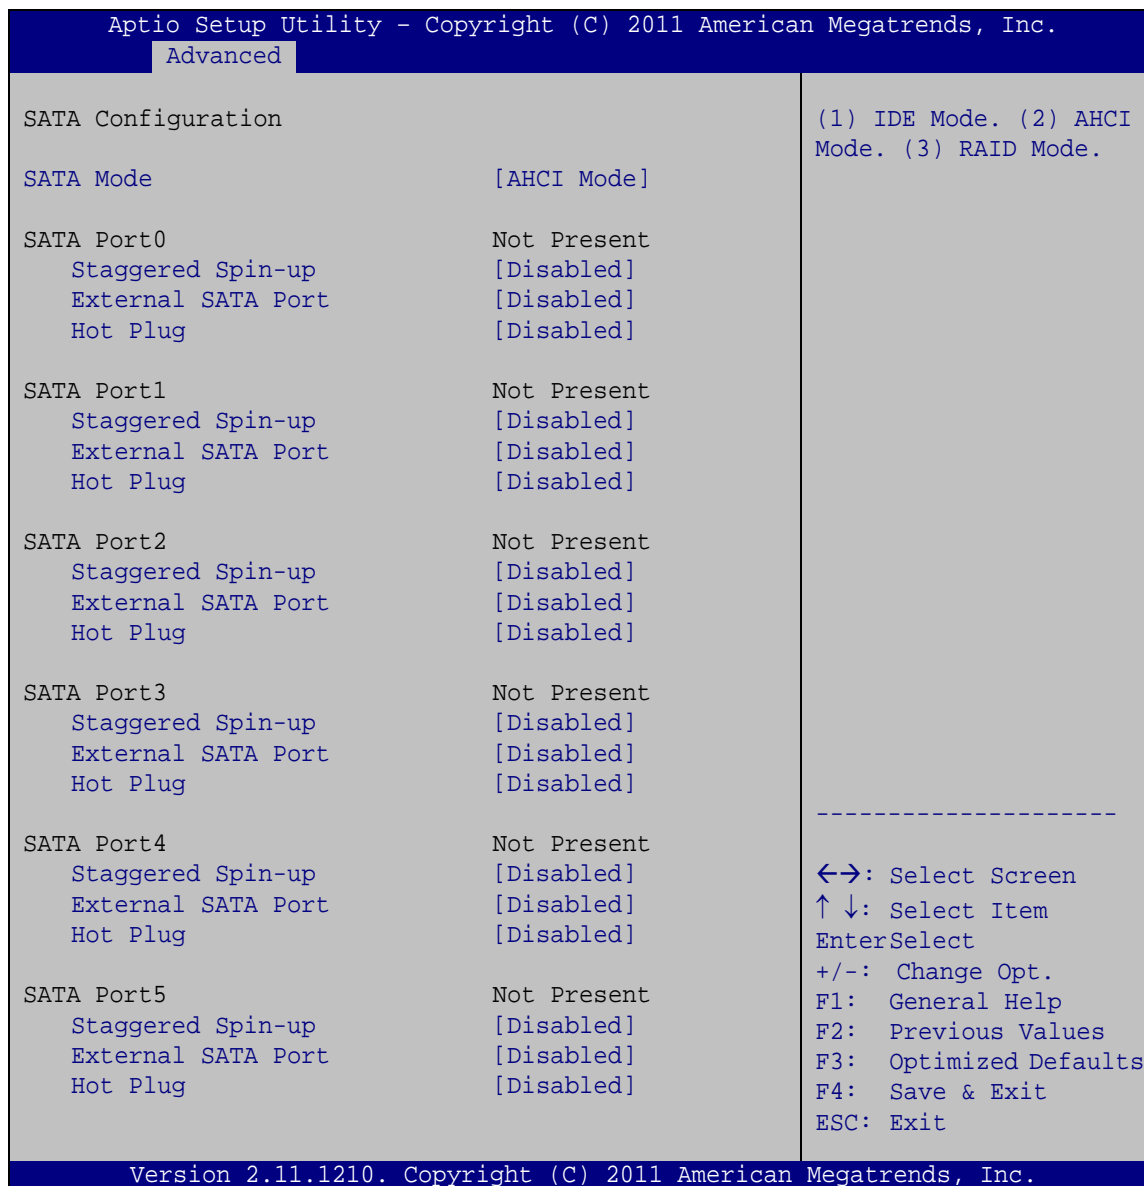 Aptio Setup Utility – Copyright (C) 2011 American Megatrends, Inc.
Advanced
SATA Configuration
SATA Mode [AHCI Mode]
SATA Port0 Not Present
Staggered Spin-up [Disabled]
External SATA Port [Disabled]
Hot Plug [Disabled]
SATA Port1 Not Present
Staggered Spin-up [Disabled]
External SATA Port [Disabled]
Hot Plug [Disabled]
SATA Port2 Not Present
Staggered Spin-up [Disabled]
External SATA Port [Disabled]
Hot Plug [Disabled]
SATA Port3 Not Present
Staggered Spin-up [Disabled]
External SATA Port [Disabled]
Hot Plug [Disabled]
SATA Port4 Not Present
Staggered Spin-up [Disabled]
External SATA Port [Disabled]
Hot Plug [Disabled]
SATA Port5 Not Present
Staggered Spin-up [Disabled]
External SATA Port [Disabled]
Hot Plug [Disabled]
(1) IDE Mode. (2) AHCI
Mode. (3) RAID Mode.
---------------------
←→: Select Screen
↑ ↓: Select Item
EnterSelect
+/-: Change Opt.
F1: General Help
F2: Previous Values
F3: Optimized Defaults
F4: Save & Exit
ESC: Exit
Version 2.11.1210. Copyright (C) 2011 American Megatrends, Inc.